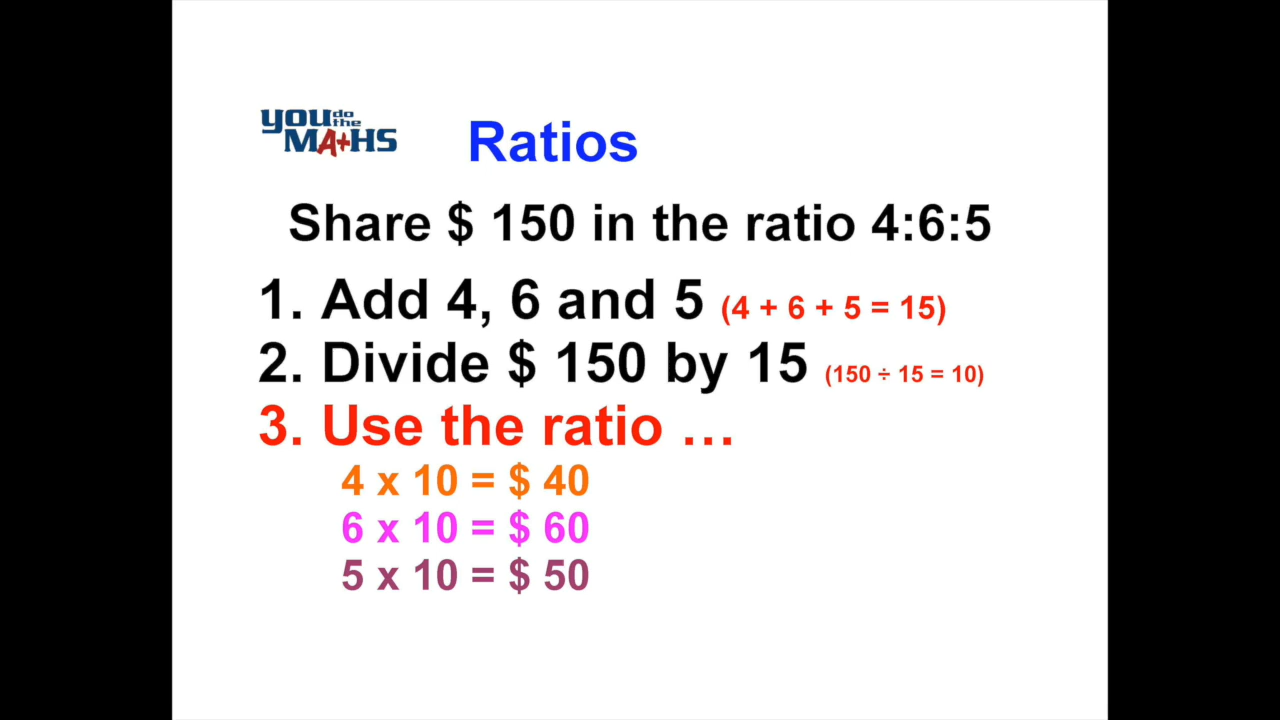 you do the
MA+HS
Ratios
Share $ 150 in the ratio 4:6:5
1. Add 4, 6 and 5 (4 + 6 + 5 = 15)
2. Divide $ 150 by 15 (150 ÷ 15 = 10)
3. Use the ratio …
4 x 10 = $ 40
6 x 10 = $ 60
5 x 10 = $ 50